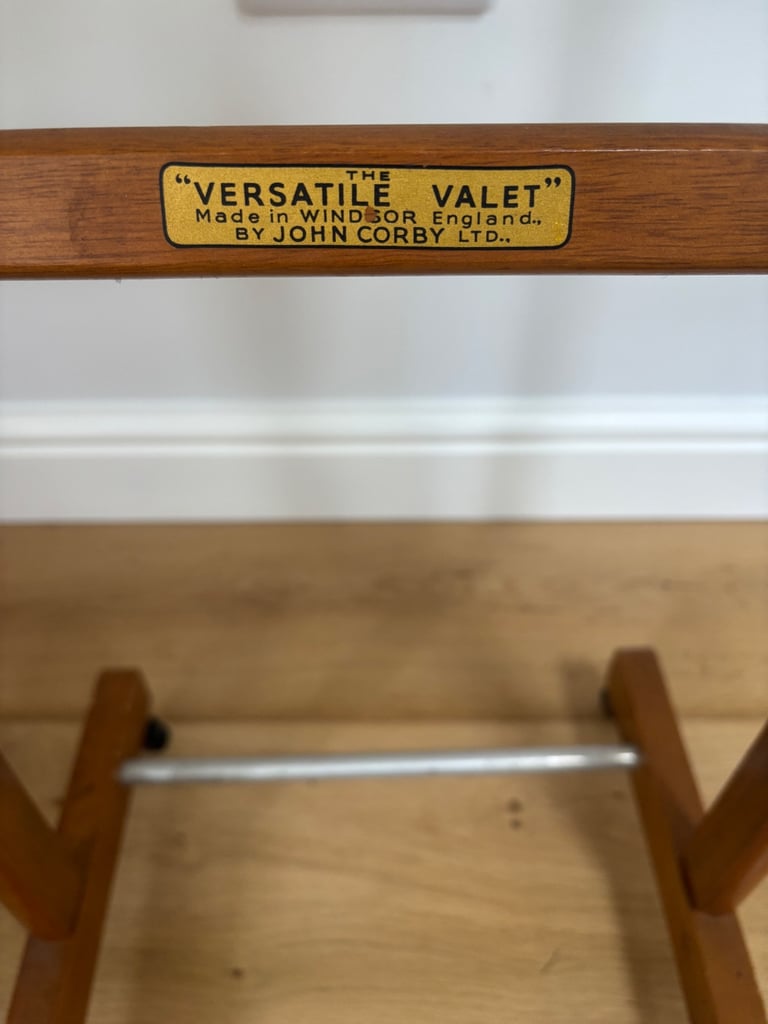 THE
“VERSATILE VALET”
Made in WINDSOR England.,
BY JOHN CORBY LTD.,